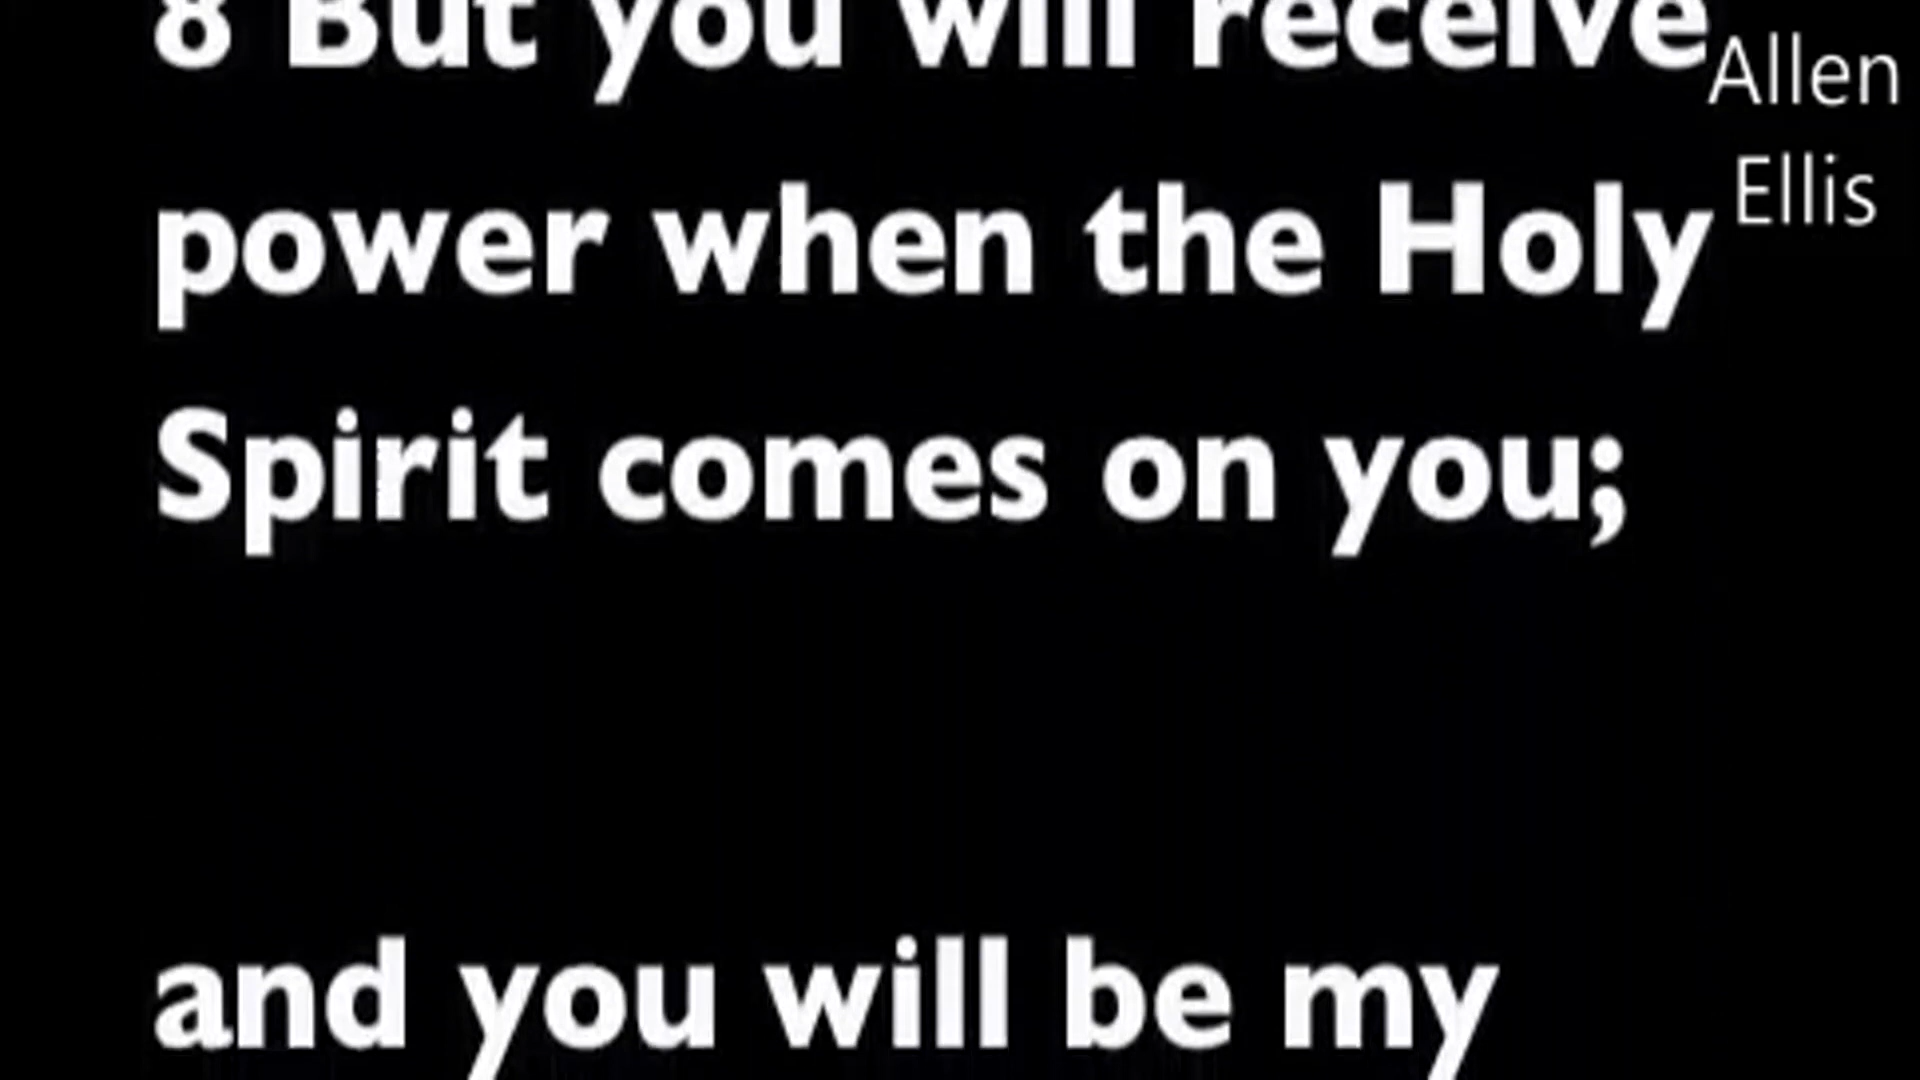 8 But you will receive
power when the Holy
Spirit comes on you;
and you will be my
Allen
Ellis